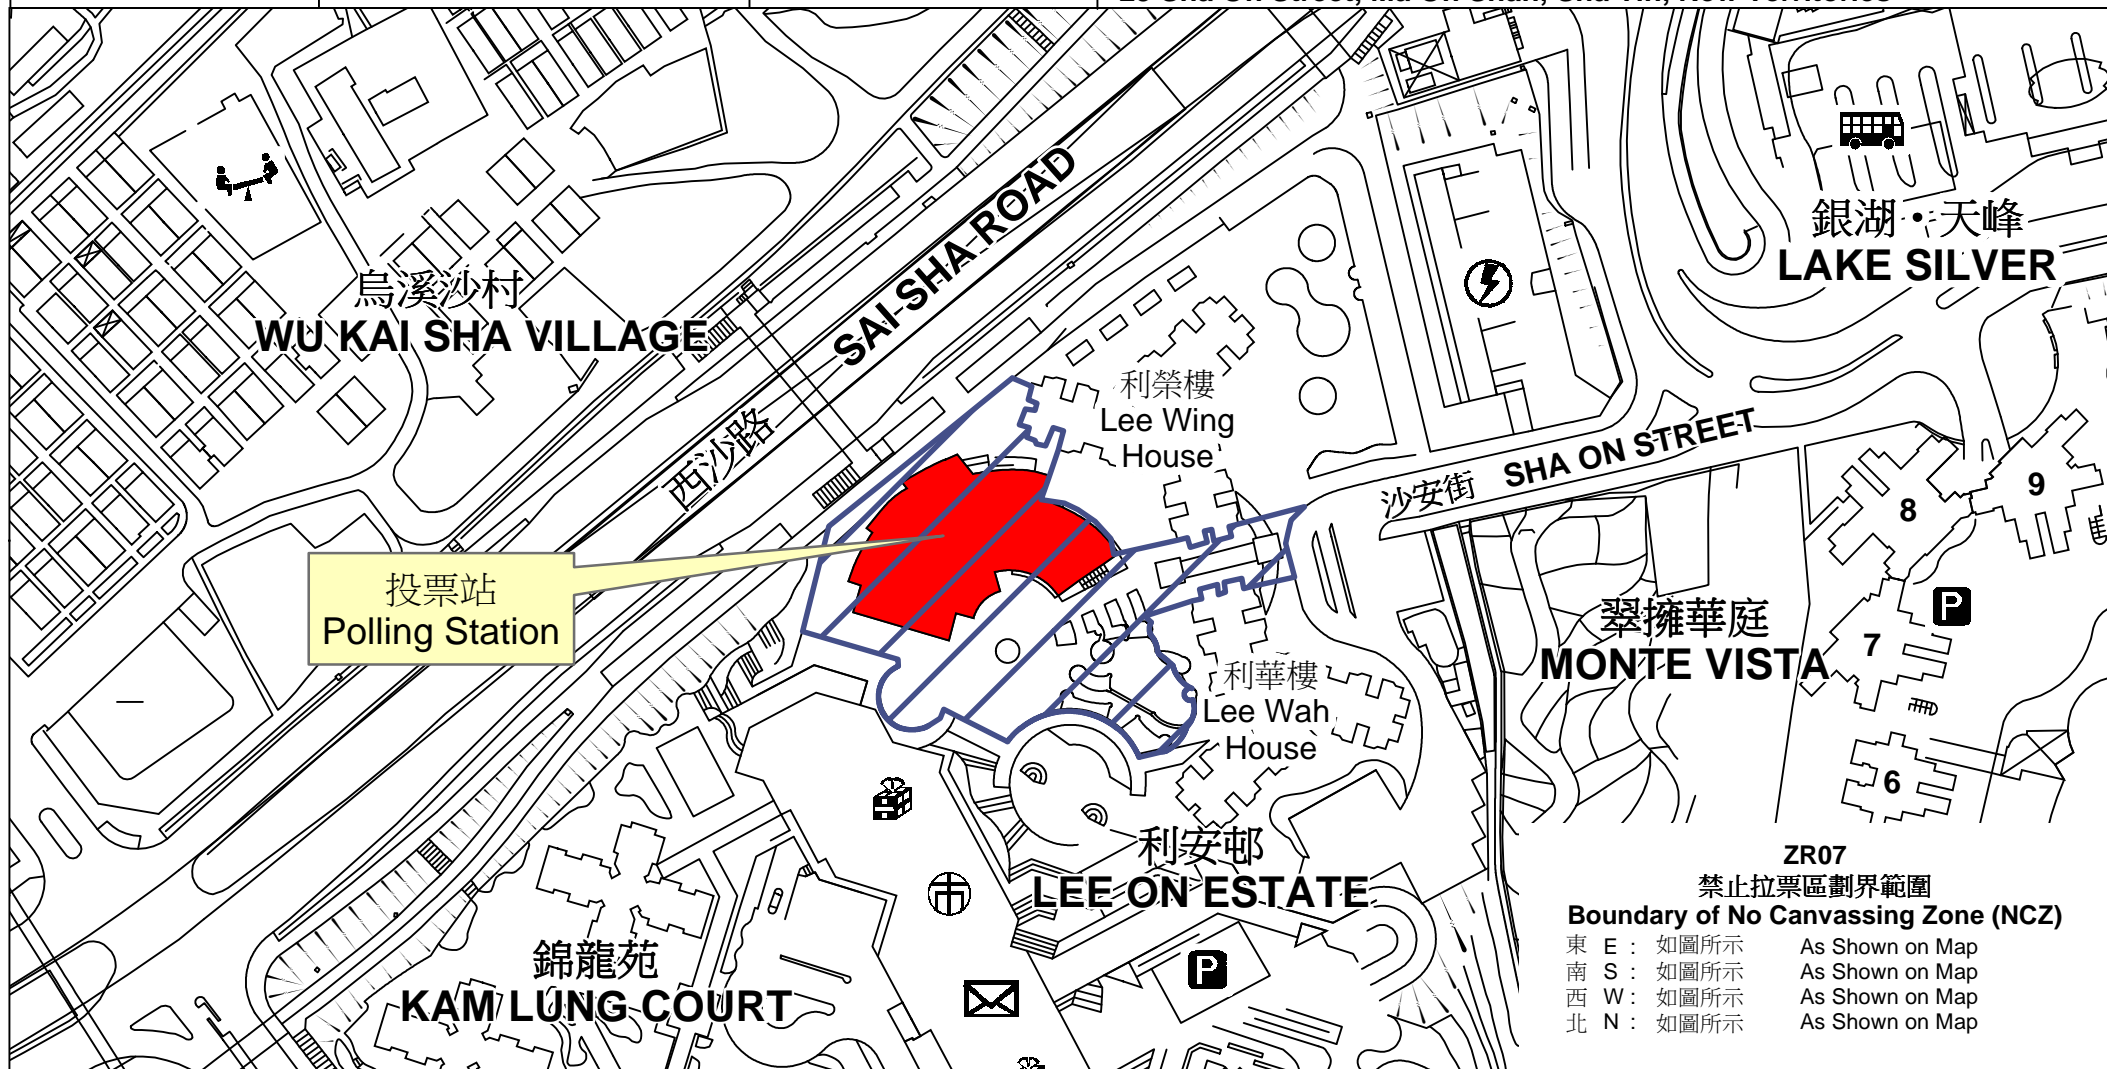 烏溪沙村
WU KAI SHA VILLAGE
SAI SHA ROAD
西沙路
銀湖・天峰
LAKE SILVER
利榮樓
Lee Wing
House
沙安街 SHA ON STREET
投票站
Polling Station
利華樓
Lee Wah
House
翠擁華庭
MONTE VISTA
9
8
7
6
P
利安邨
LEE ON ESTATE
P
錦龍苑
KAM LUNG COURT
ZR07
禁止拉票區劃界範圍
Boundary of No Canvassing Zone (NCZ)
東 E : 如圖所示 As Shown on Map
南 S : 如圖所示 As Shown on Map
西 W : 如圖所示 As Shown on Map
北 N : 如圖所示 As Shown on Map